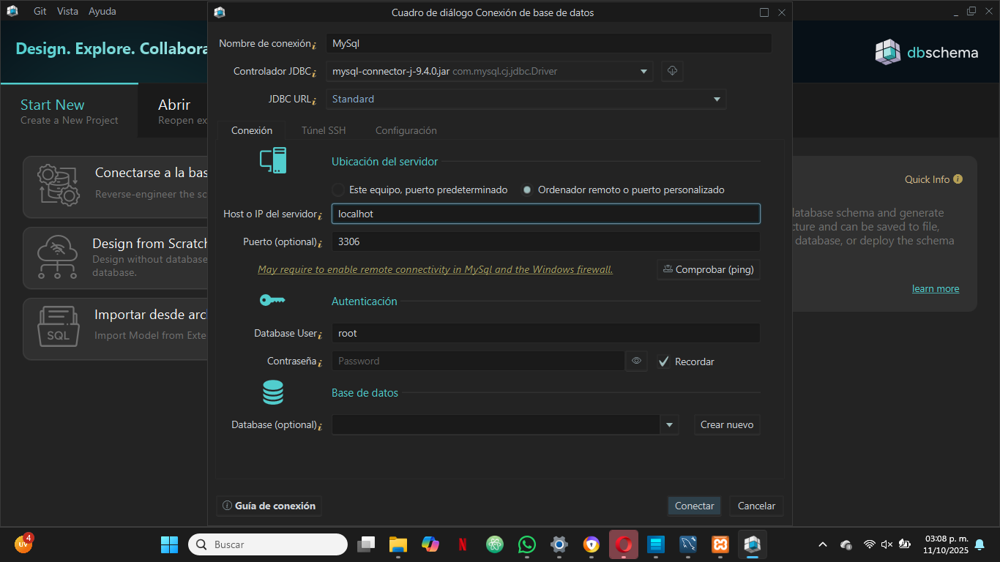 Git Vista Ayuda
Cuadro de diálogo Conexión de base de datos
Design. Explore. Collabora
dbschema
Start New
Create a New Project
Abrir
Reopen ex
Nombre de conexión MySql
Controlador JDBC mysql-connector-j-9.4.0.jar com.mysql.cj.jdbc.Driver
JDBC URL Standard
Conexión Túnel SSH Configuración
Ubicación del servidor
Este equipo, puerto predeterminado Ordenador remoto o puerto personalizado
Host o IP del servidor localhot
Puerto (optional) 3306
May require to enable remote connectivity in MySql and the Windows firewall.
Comprobar (ping)
Autenticación
Database User root
Contraseña Password Recordar
Base de datos
Database (optional) Crear nuevo
Guía de conexión Conectar Cancelar
Conectarse a la bas
Reverse-engineer the sc
Design from Scratch
Design without database
database.
SQL
Importar desde arc
Import Model from Exte
Quick Info
database schema and generate
cture and can be saved to file,
database, or deploy the schema
learn more
UV 4
Buscar
N
03:08 p. m.
11/10/2025